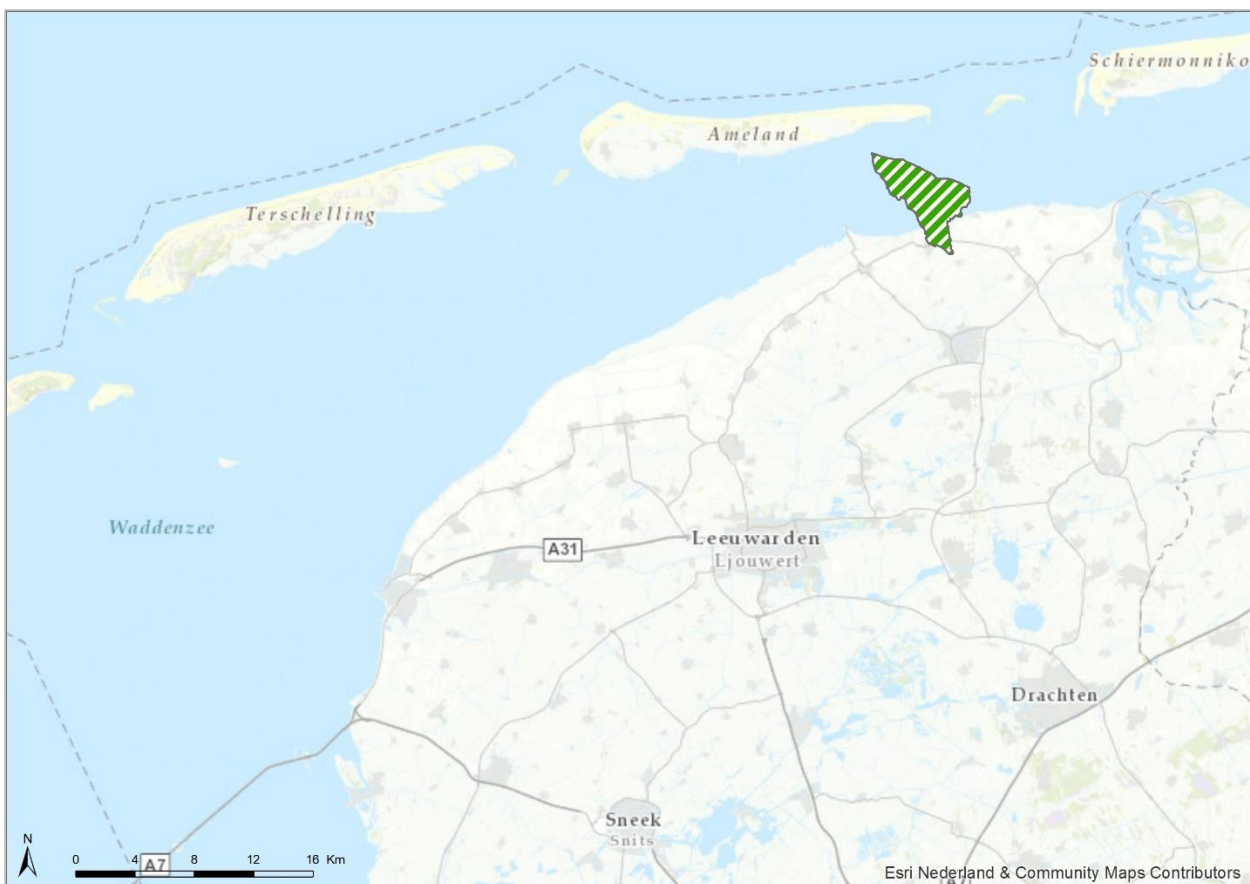 Schiermonniko
Ameland
Terschelling
Waddenzee
A31
Leeuwarden
Ljouwert
Drachten
Sneek
Snits
N
0 4 8 12 16 Km
A7
Esri Nederland & Community Maps Contributors